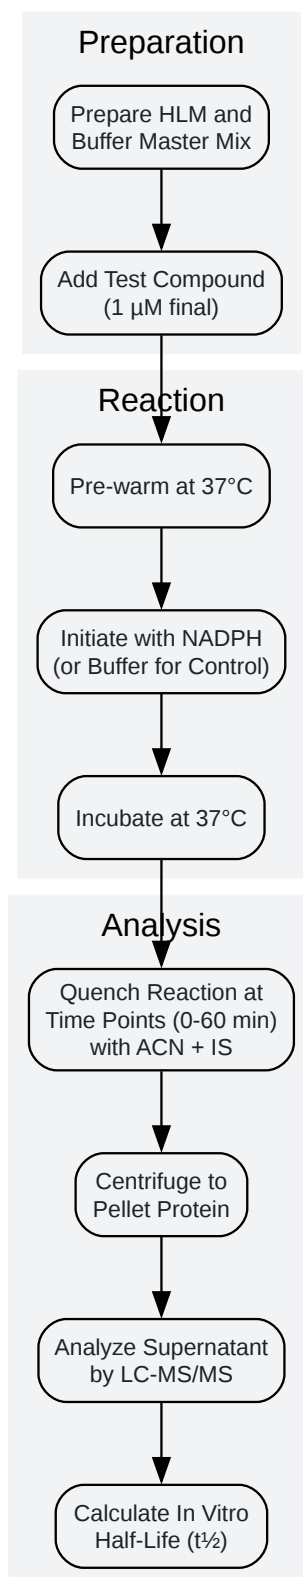 Preparation
Prepare HLM and
Buffer Master Mix
Add Test Compound
(1 µM final)
Reaction
Pre-warm at 37°C
Initiate with NADPH
(or Buffer for Control)
Incubate at 37°C
Analysis
Quench Reaction at
Time Points (0-60 min)
with ACN + IS
Centrifuge to
Pellet Protein
Analyze Supernatant
by LC-MS/MS
Calculate In Vitro
Half-Life (t½)